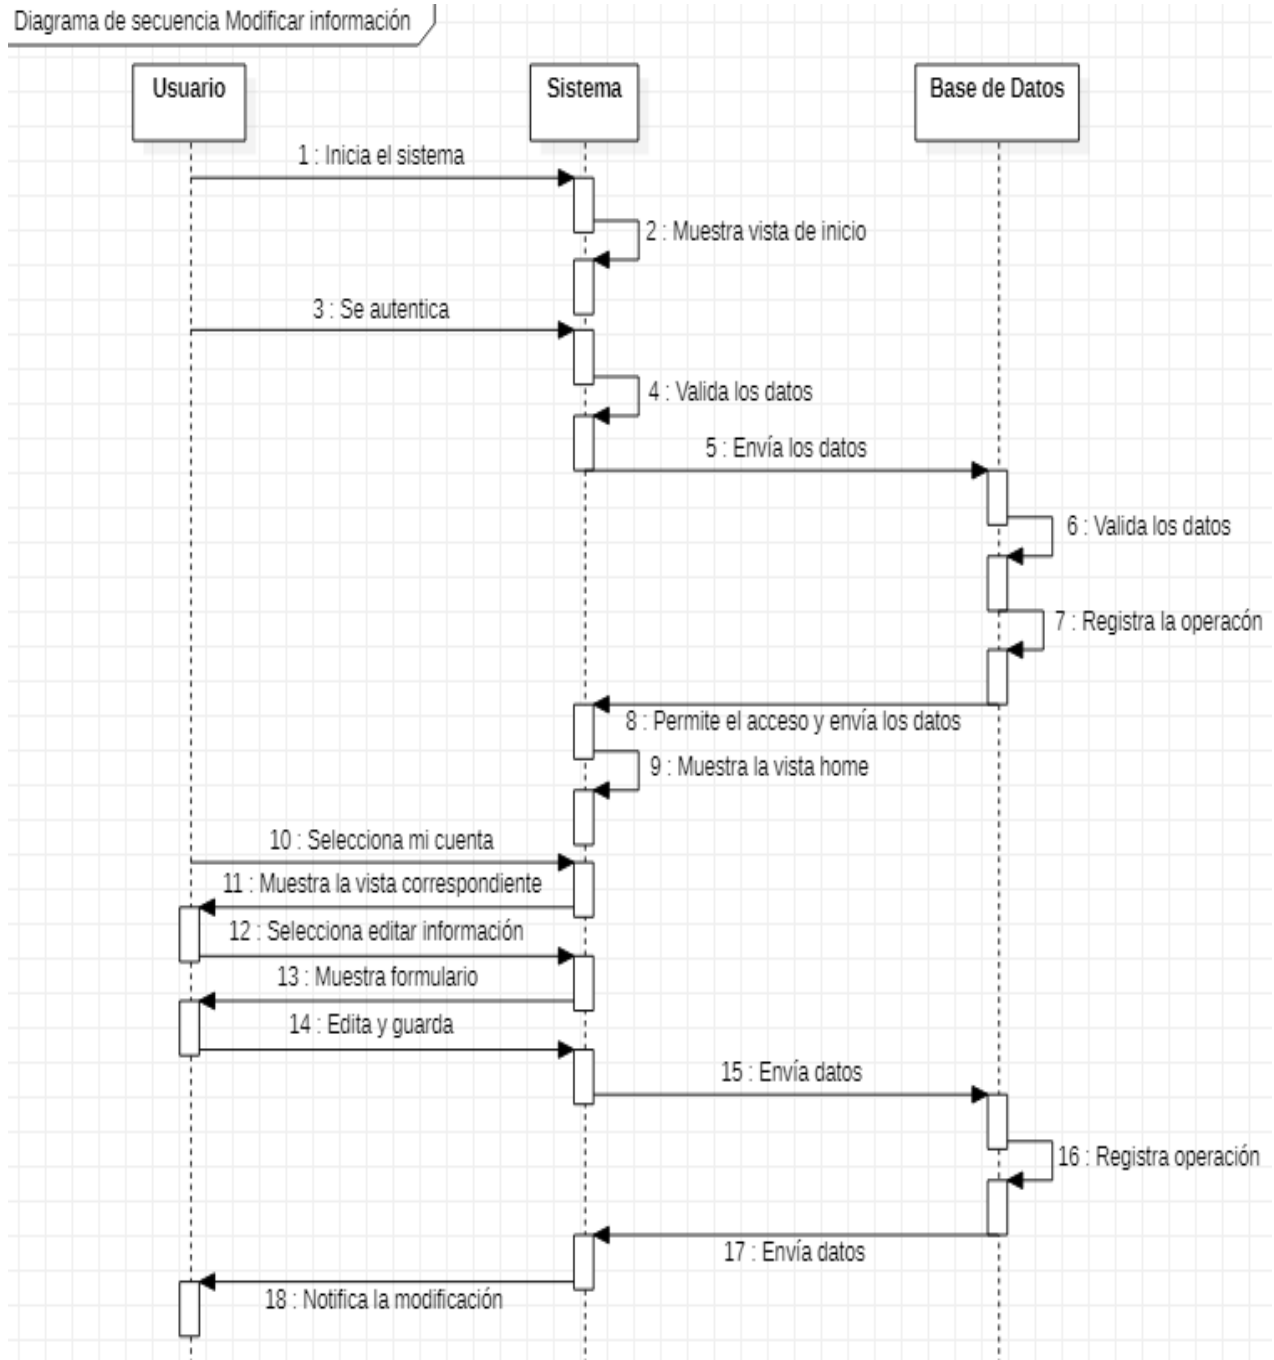 Diagrama de secuencia Modificar información
Usuario
Sistema
Base de Datos
1 : Inicia el sistema
2 : Muestra vista de inicio
3 : Se autentica
4 : Valida los datos
5 : Envía los datos
6 : Valida los datos
7 : Registra la operacón
8 : Permite el acceso y envía los datos
9 : Muestra la vista home
10 : Selecciona mi cuenta
11 : Muestra la vista correspondiente
12 : Selecciona editar información
13 : Muestra formulario
14 : Edita y guarda
15 : Envía datos
16 : Registra operación
17 : Envía datos
18 : Notifica la modificación